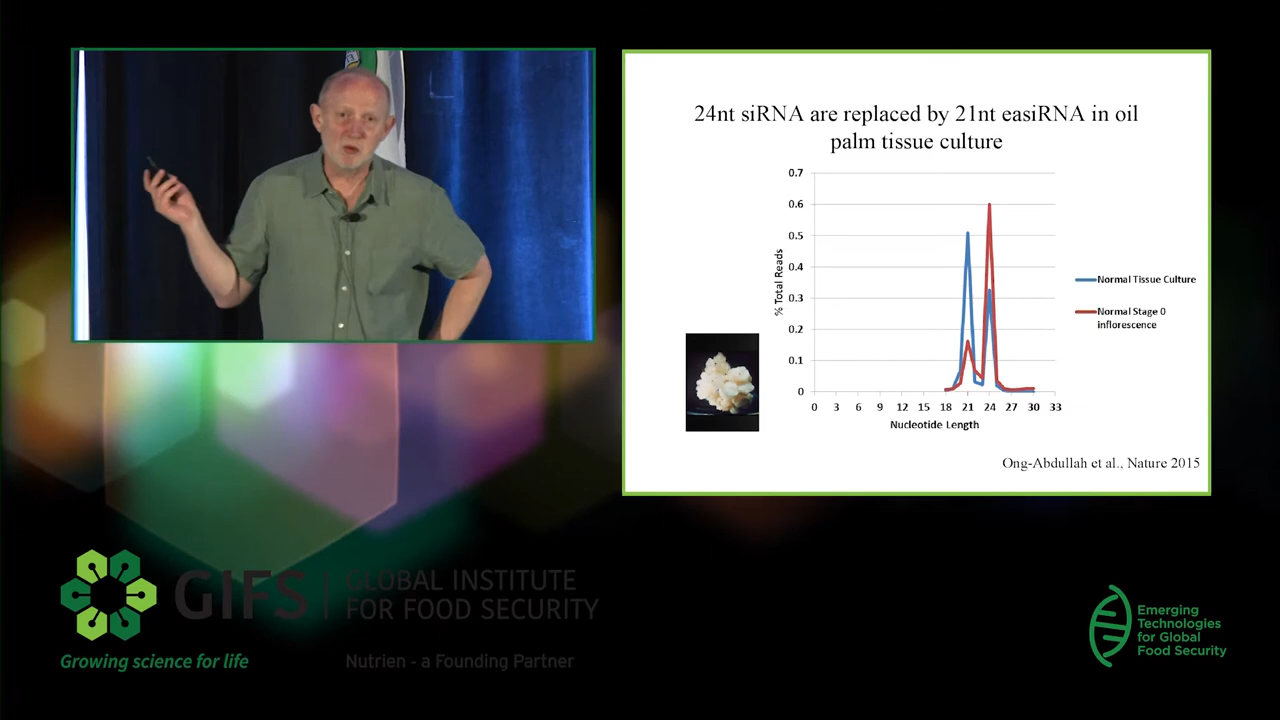 24nt siRNA are replaced by 21nt easiRNA in oil
palm tissue culture
0.7
0.6
0.5
0.4
0.3
0.2
0.1
0
% Total Reads
0 3 6 9 12 15 18 21 24 27 30 33
Nucleotide Length
Normal Tissue Culture
Normal Stage 0
inflorescence
Ong-Abdullah et al., Nature 2015
GIFS
GLOBAL INSTITUTE
FOR FOOD SECURITY
Growing science for life
Nutrien - a Founding Partner
Emerging
Technologies
for Global
Food Security